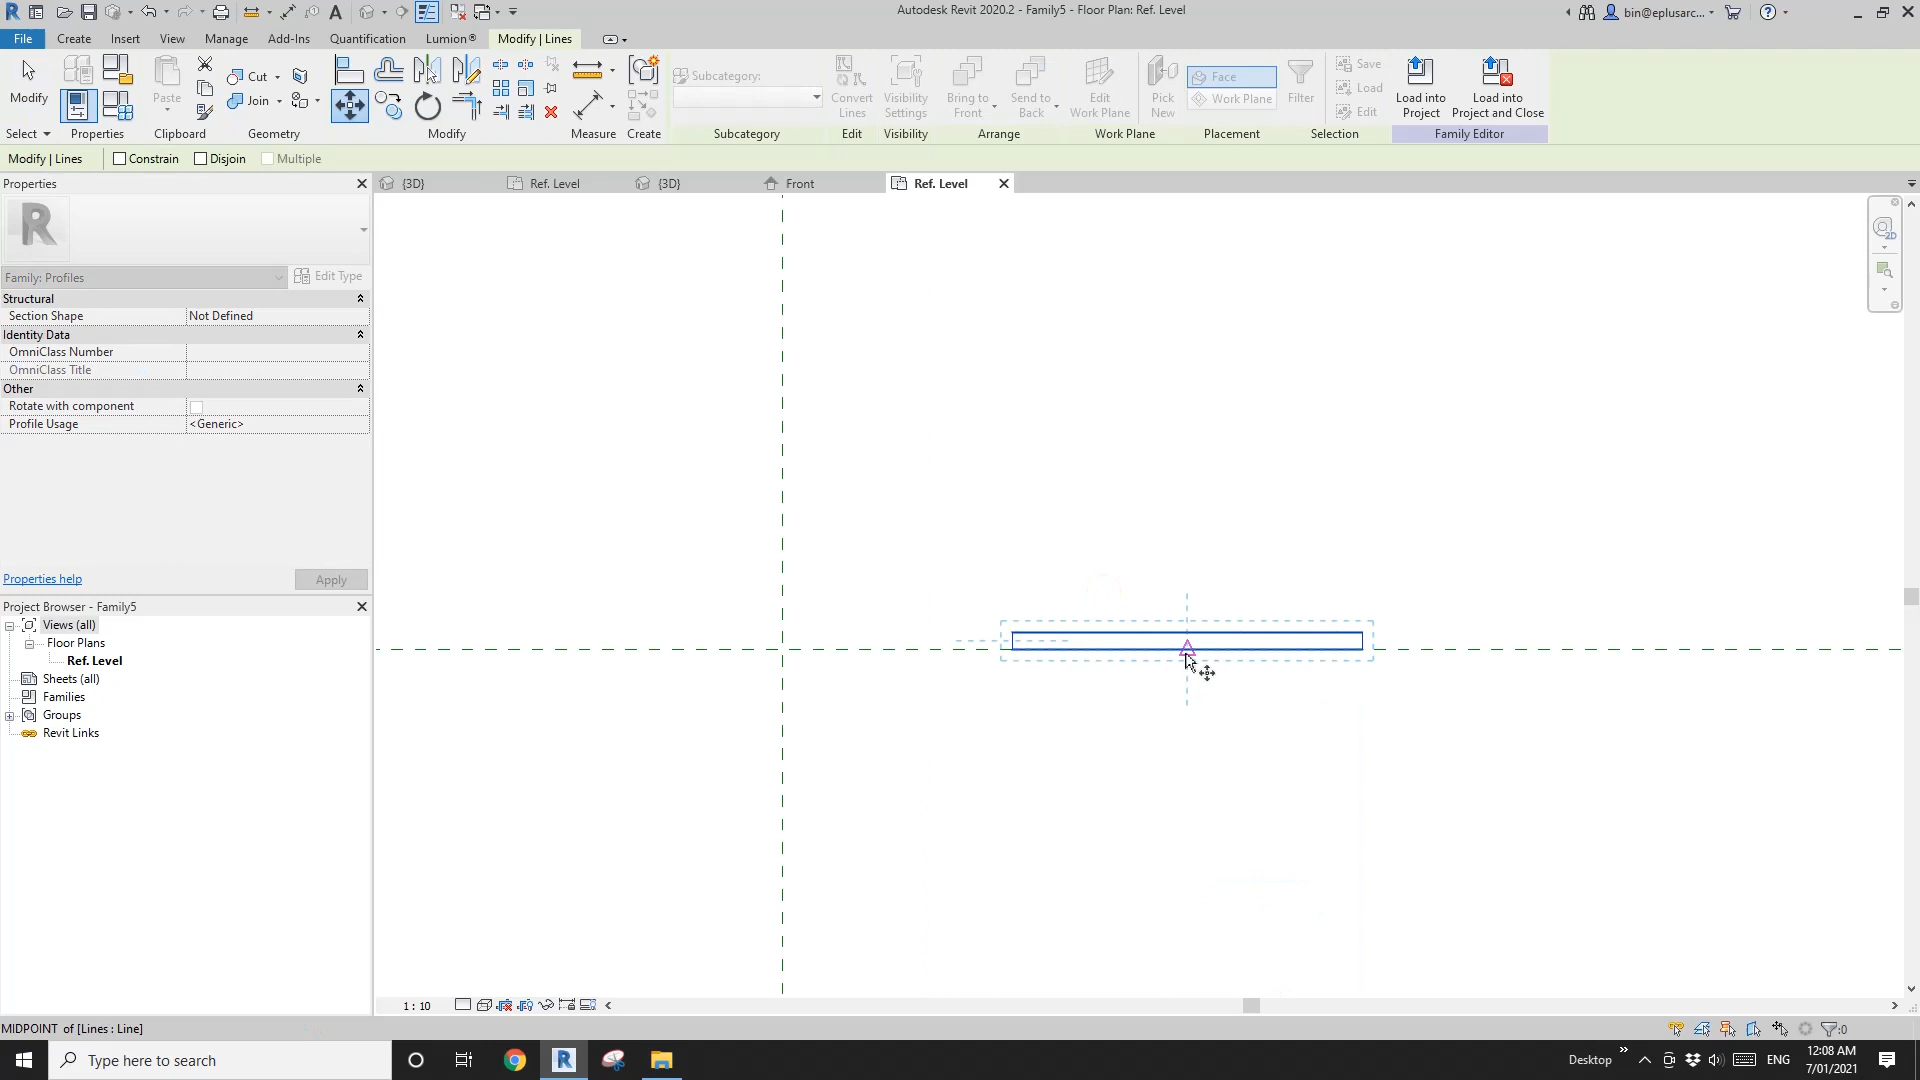 Autodesk Revit 2020.2 - Family5 - Floor Plan: Ref. Level
bin@eplusarc...
File Create Insert View Manage Add-Ins Quantification Lumion® Modify | Lines
Modify
Paste
Cut
Join
Subcategory:
Convert Lines
Visibility Settings
Bring to Front
Send to Back
Edit Work Plane
Pick New
Face
Work Plane
Filter
Save
Load
Edit
Load into Project
Load into Project and Close
Select Properties Clipboard Geometry Modify Measure Create Subcategory Edit Visibility Arrange Work Plane Placement Selection Family Editor
Modify | Lines Constrain Disjoin Multiple
Properties
{3D} Ref. Level {3D} Front Ref. Level
R
Family: Profiles Edit Type
Structural
Section Shape Not Defined
Identity Data
OmniClass Number
OmniClass Title
Other
Rotate with component
Profile Usage <Generic>
Properties help Apply
Project Browser - Family5
Views (all)
Floor Plans
Ref. Level
Sheets (all)
Families
Groups
Revit Links
2D
1 : 10
MIDPOINT of [Lines : Line]
:0
Type here to search
Desktop
ENG
12:08 AM
7/01/2021